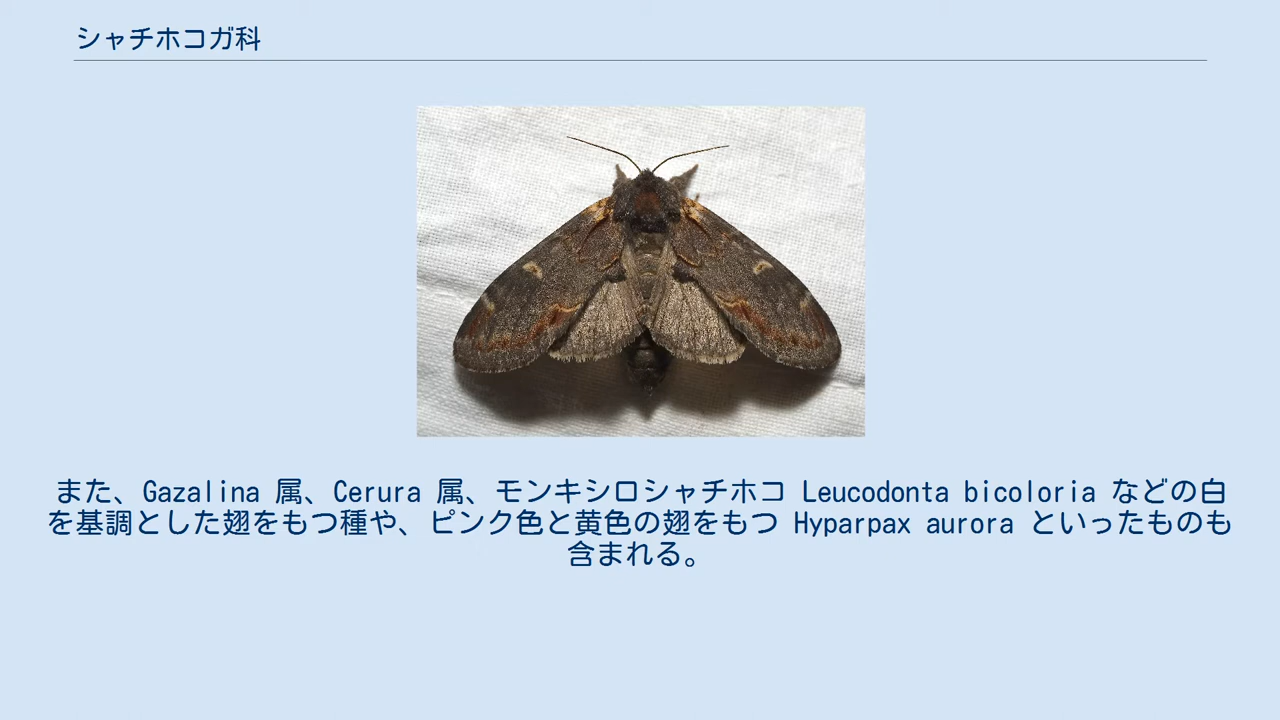 シャチホコガ科
また、Gazalina 属、Cerura 属、モンキシロシャチホコ Leucodonta bicoloria などの白
を基調とした翅をもつ種や、ピンク色と黄色の翅をもつ Hyparpax aurora といったものも
含まれる。